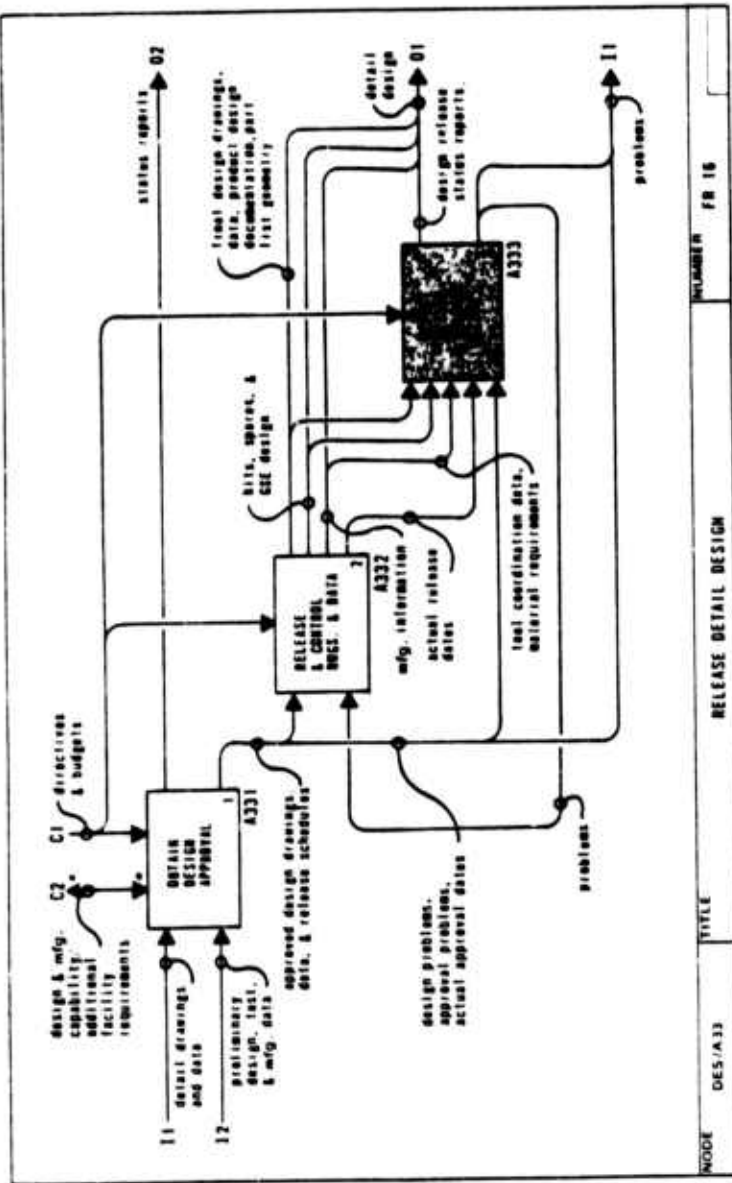 C2
C1
design & mfg.
capability,
additional
facility
requirements
directives
& budgets
I1
detail drawings
and data
I2
preliminary
design, test,
& mfg. data
OBTAIN
DESIGN
APPROVAL
1
A331
status reports
O2
approved design drawings,
data, & release schedules
design problems,
approval problems,
actual approval dates
RELEASE
& CONTROL
DWGS. & DATA
2
A332
final design drawings,
data, product design
documentation, part
list geometry
kits, spares, &
GSE design
mfg. information
actual release
dates
tool coordination data,
material requirements
A333
detail
design
O1
design release
status reports.
problems
problems
I1
NODE
DES/A33
TITLE
RELEASE DETAIL DESIGN
NUMBER
FR 16